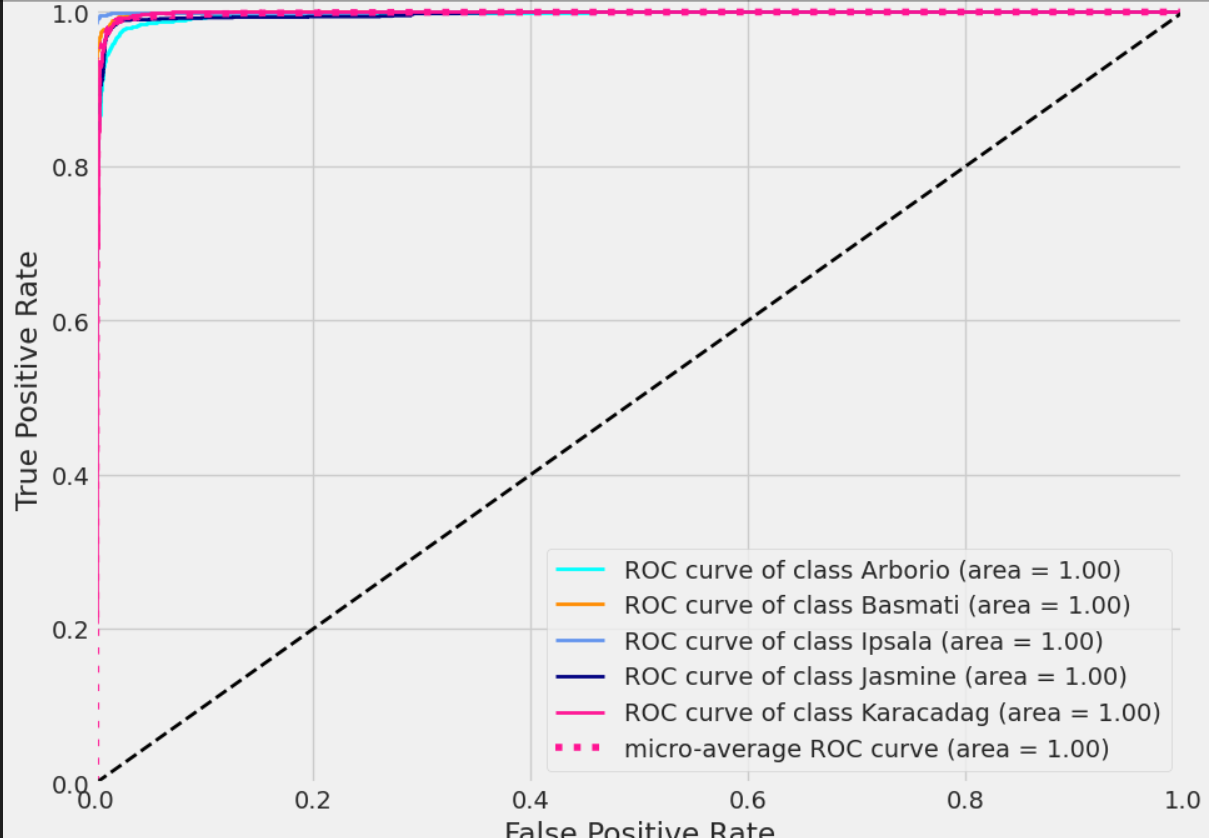 1.0
0.8
0.6
0.4
0.2
0.0
True Positive Rate
ROC curve of class Arborio (area = 1.00)
ROC curve of class Basmati (area = 1.00)
ROC curve of class Ipsala (area = 1.00)
ROC curve of class Jasmine (area = 1.00)
ROC curve of class Karacadag (area = 1.00)
micro-average ROC curve (area = 1.00)
0.0 0.2 0.4 0.6 0.8 1.0
False Positive Rate